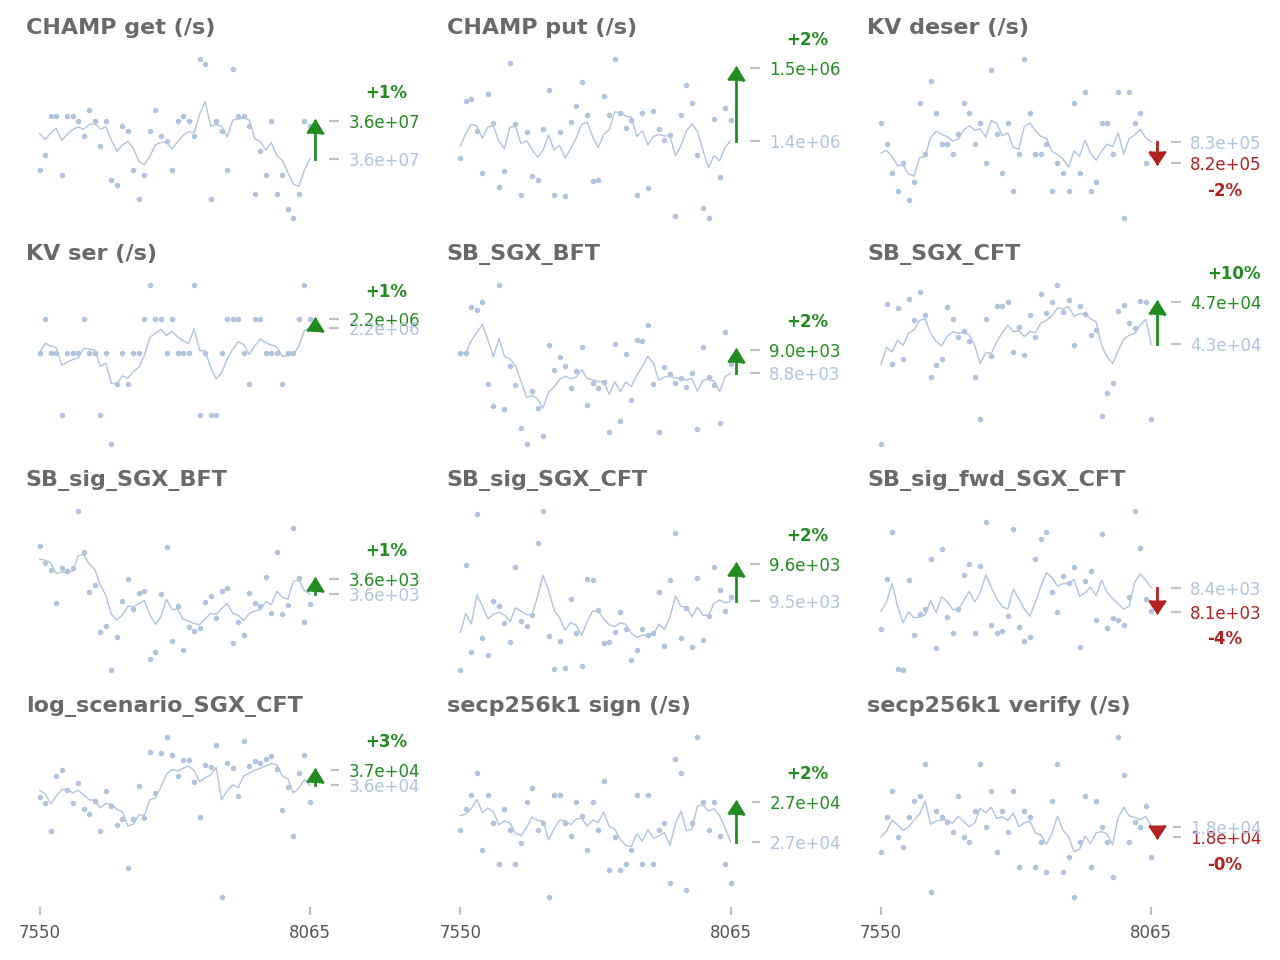 CHAMP get (/s)
+1%
3.6e+07
3.6e+07
CHAMP put (/s)
+2%
1.5e+06
1.4e+06
KV deser (/s)
8.3e+05
8.2e+05
-2%
KV ser (/s)
+1%
2.2e+06
2.2e+06
SB_SGX_BFT
+2%
9.0e+03
8.8e+03
SB_SGX_CFT
+10%
4.7e+04
4.3e+04
SB_sig_SGX_BFT
+1%
3.6e+03
3.6e+03
SB_sig_SGX_CFT
+2%
9.6e+03
9.5e+03
SB_sig_fwd_SGX_CFT
8.4e+03
8.1e+03
-4%
log_scenario_SGX_CFT
+3%
3.7e+04
3.6e+04
secp256k1 sign (/s)
+2%
2.7e+04
2.7e+04
secp256k1 verify (/s)
1.8e+04
1.8e+04
-0%
7550
8065
7550
8065
7550
8065